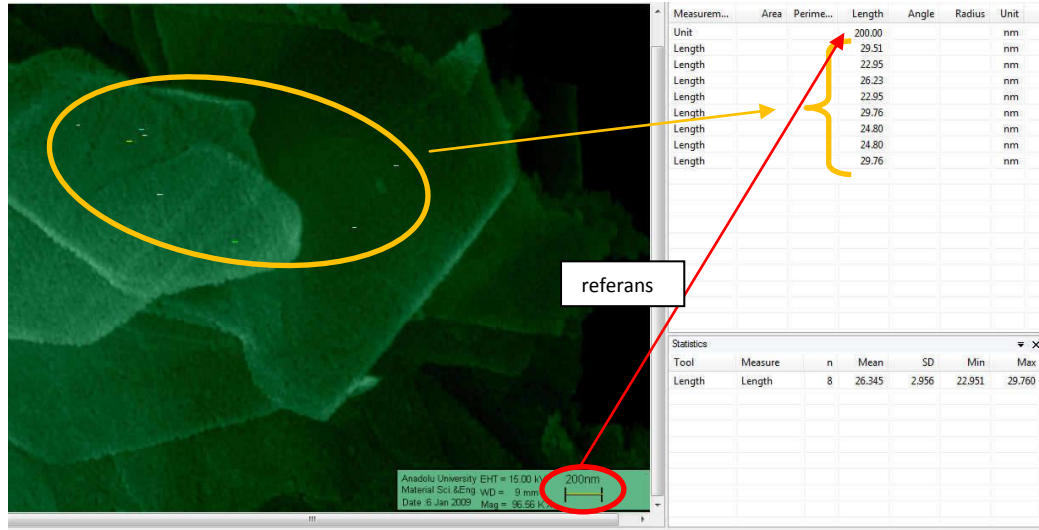 Measurem... Area Perime... Length Angle Radius Unit
Unit 200.00 nm
Length 29.51 nm
Length 22.95 nm
Length 26.23 nm
Length 22.95 nm
Length 29.76 nm
Length 24.80 nm
Length 24.80 nm
Length 29.76 nm
referans
Statistics
Tool Measure n Mean SD Min Max
Length Length 8 26.345 2.956 22.951 29.760
Anadolu University EHT = 15.00 200nm
Material Sci.&Eng WD = 9 mm
Date :6 Jan 2009 Mag = 96.56 K